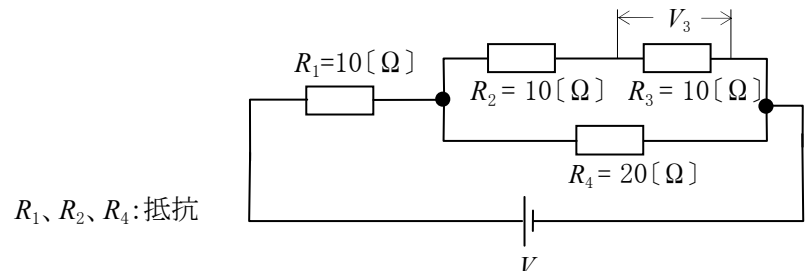 V₃
R₁=10〔Ω〕
R₂= 10〔Ω〕 R₃= 10〔Ω〕
R₄= 20〔Ω〕
R₁、R₂、R₄:抵抗
V